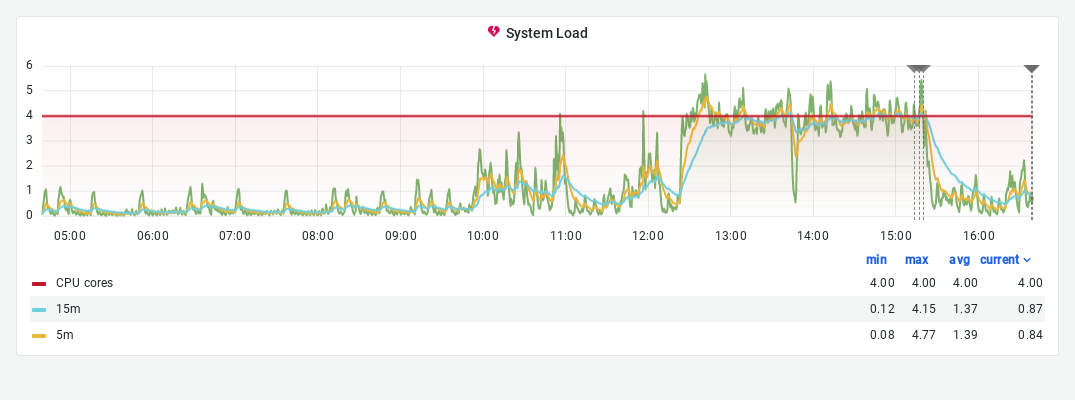 System Load
6
5
4
3
2
1
0
05:00 06:00 07:00 08:00 09:00 10:00 11:00 12:00 13:00 14:00 15:00 16:00
min max avg current
CPU cores 4.00 4.00 4.00 4.00
15m 0.12 4.15 1.37 0.87
5m 0.08 4.77 1.39 0.84